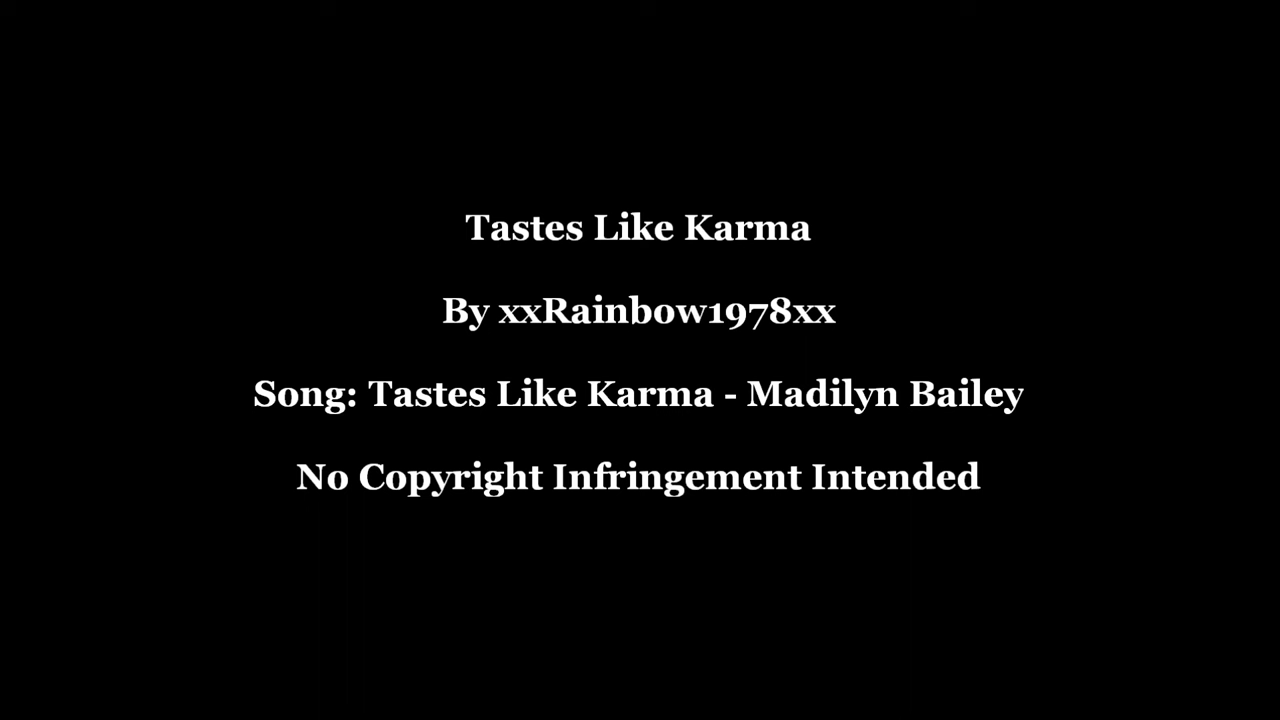 Tastes Like Karma
By xxRainbow1978xx
Song: Tastes Like Karma - Madilyn Bailey
No Copyright Infringement Intended